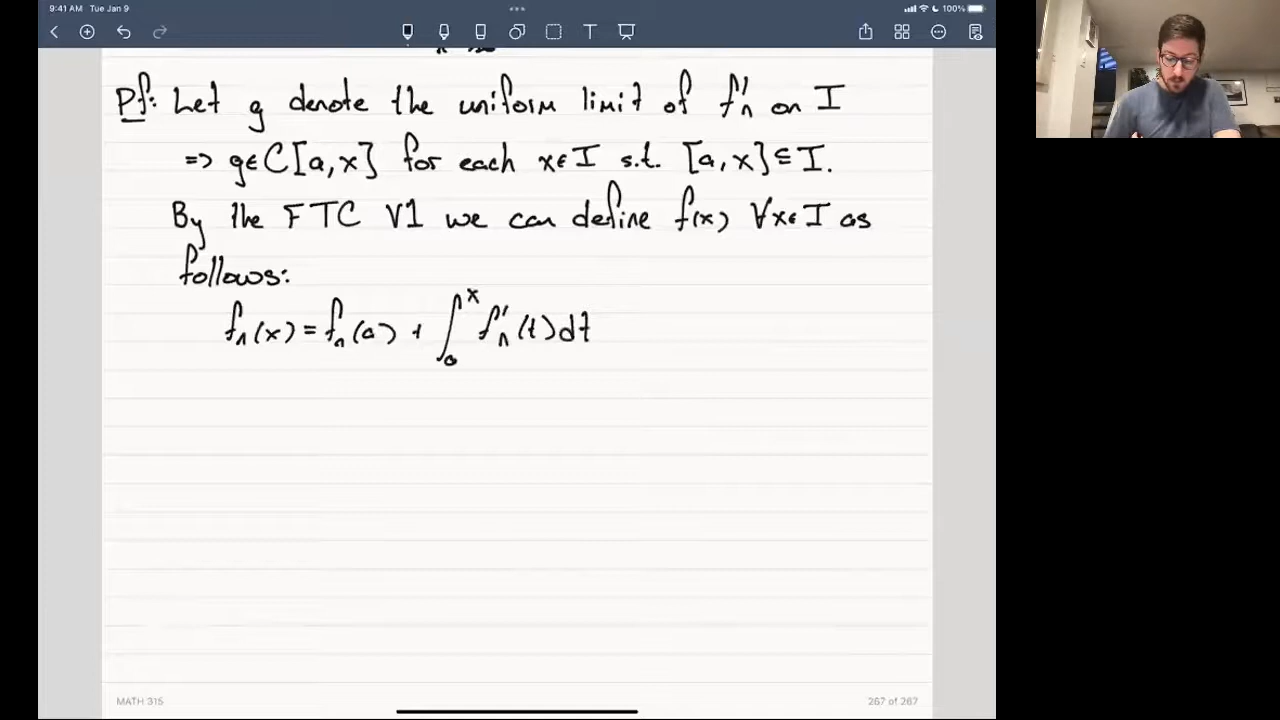 9:41 AM Tue Jan 9
100%
Pf: Let g denote the uniform limit of f'ₙ on I
=> g∈C[a,x] for each x∈I s.t. [a,x]⊆I.
By the FTC V1 we can define f(x) ∀x∈I as
follows:
fₙ(x) = fₙ(a) + ∫ₐˣ f'ₙ(t)dt
MATH 315
267 of 267